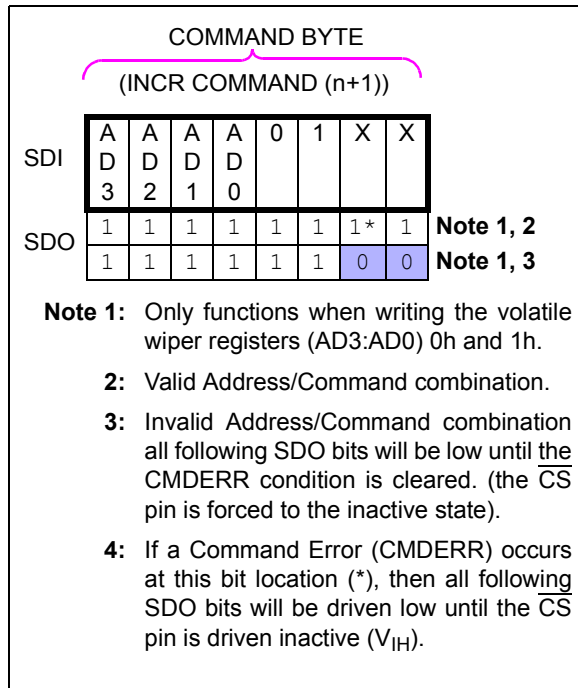 COMMAND BYTE
(INCR COMMAND (n+1))
SDI
A A A A 0 1 X X
D D D D
3 2 1 0
SDO
1 1 1 1 1 1 1* 1 Note 1, 2
1 1 1 1 1 1 0 0 Note 1, 3
Note 1: Only functions when writing the volatile
wiper registers (AD3:AD0) 0h and 1h.
2: Valid Address/Command combination.
3: Invalid Address/Command combination
all following SDO bits will be low until the
CMDERR condition is cleared. (the C̅S̅
pin is forced to the inactive state).
4: If a Command Error (CMDERR) occurs
at this bit location (*), then all following
SDO bits will be driven low until the C̅S̅
pin is driven inactive (VIH).